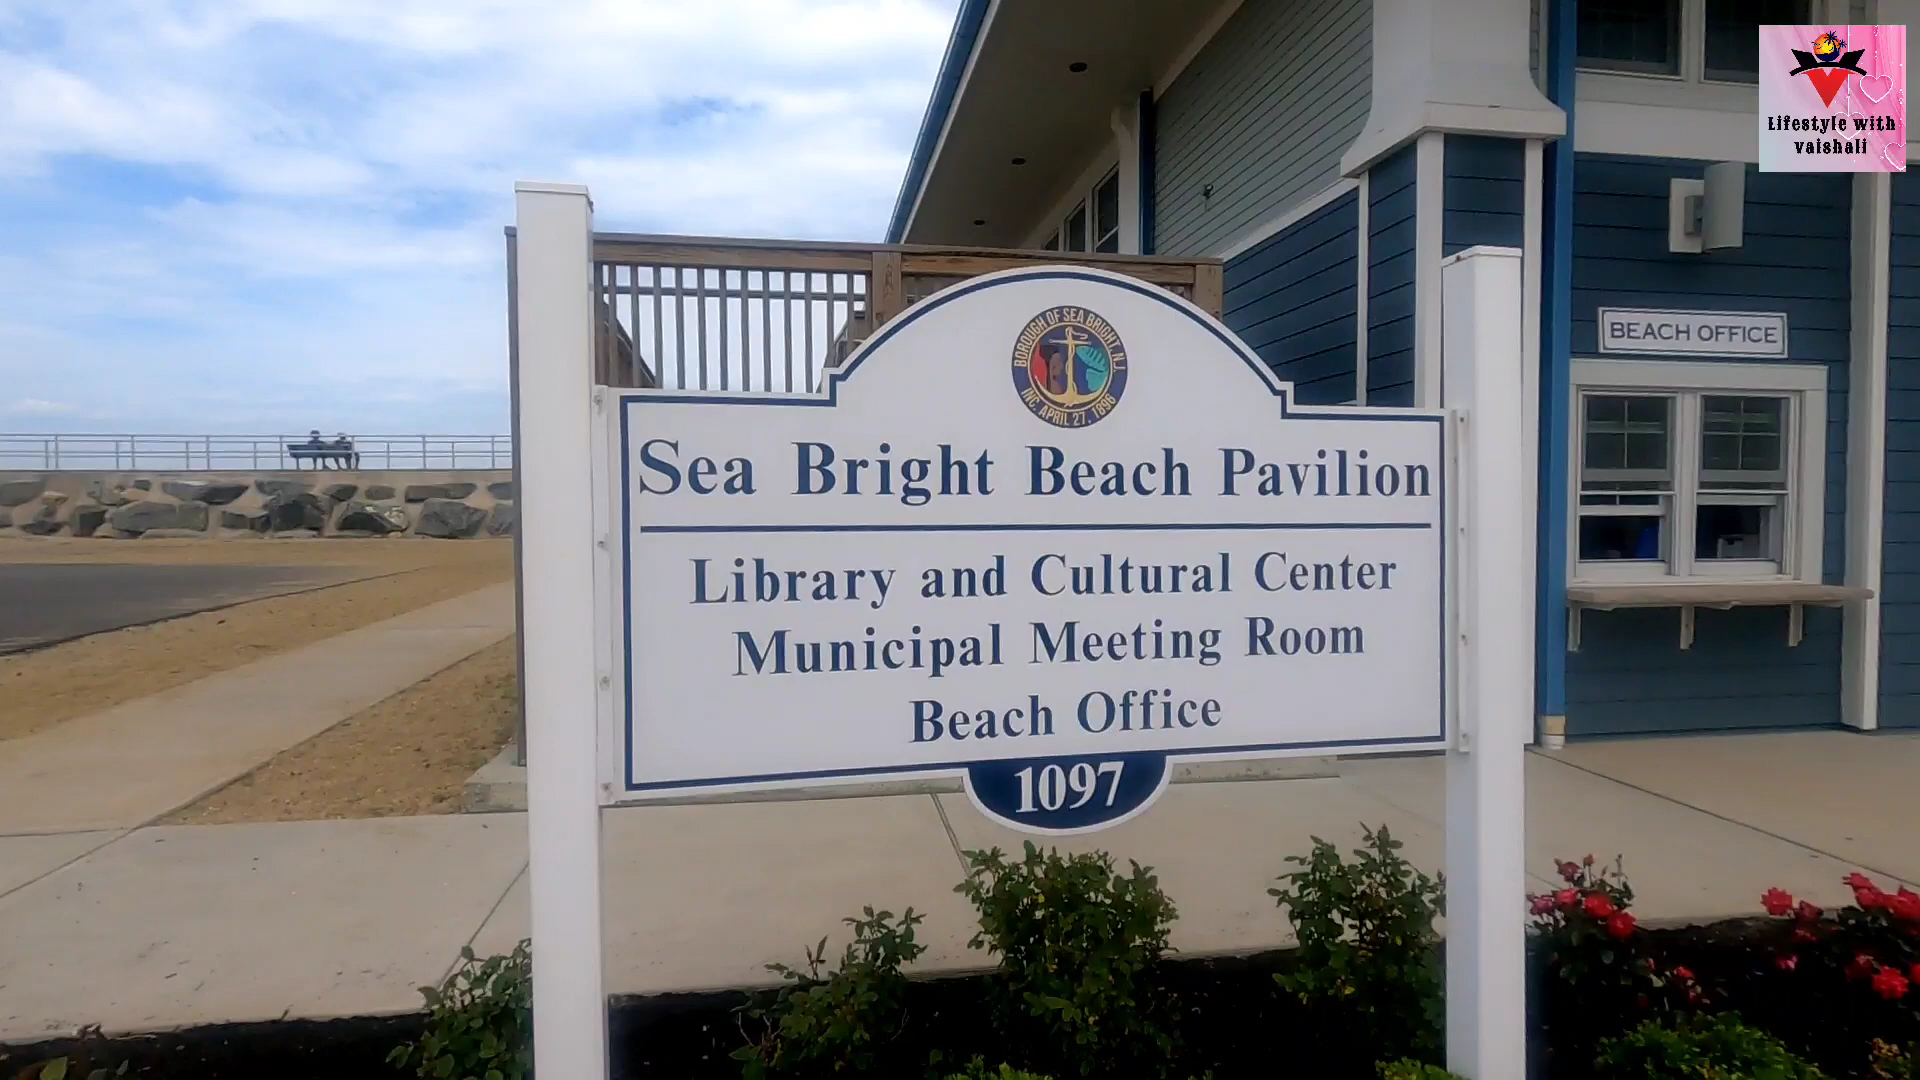 Lifestyle with
vaishali
BOROUGH OF SEA BRIGHT, N.J.
INC. APRIL 27, 1896
Sea Bright Beach Pavilion
Library and Cultural Center
Municipal Meeting Room
Beach Office
1097
BEACH OFFICE